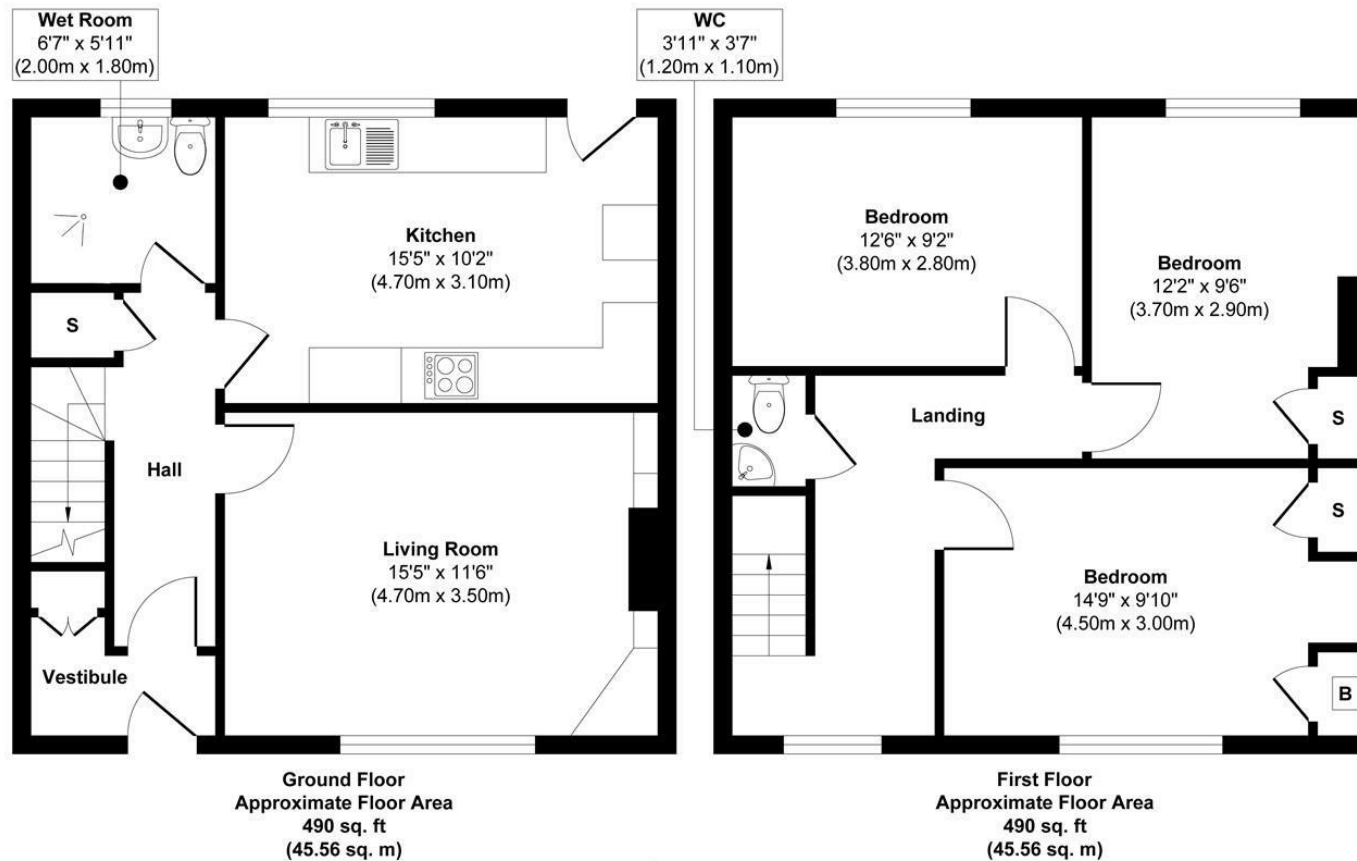 Wet Room
6'7" x 5'11"
(2.00m x 1.80m)
WC
3'11" x 3'7"
(1.20m x 1.10m)
Kitchen
15'5" x 10'2"
(4.70m x 3.10m)
S
Hall
Living Room
15'5" x 11'6"
(4.70m x 3.50m)
Vestibule
Ground Floor
Approximate Floor Area
490 sq. ft
(45.56 sq. m)
Bedroom
12'6" x 9'2"
(3.80m x 2.80m)
Bedroom
12'2" x 9'6"
(3.70m x 2.90m)
Landing
S
S
Bedroom
14'9" x 9'10"
(4.50m x 3.00m)
B
First Floor
Approximate Floor Area
490 sq. ft
(45.56 sq. m)